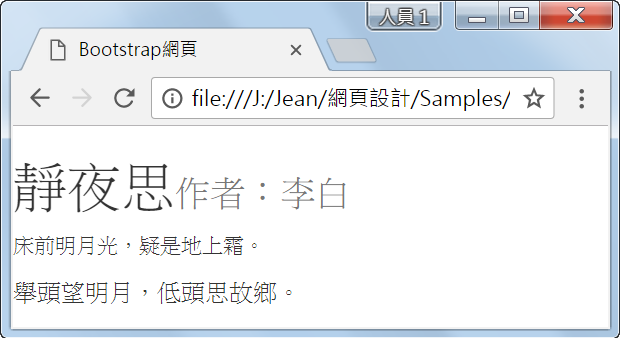 人員 1
Bootstrap網頁
file:///J:/Jean/網頁設計/Samples/
靜夜思作者：李白
床前明月光，疑是地上霜。
舉頭望明月，低頭思故鄉。